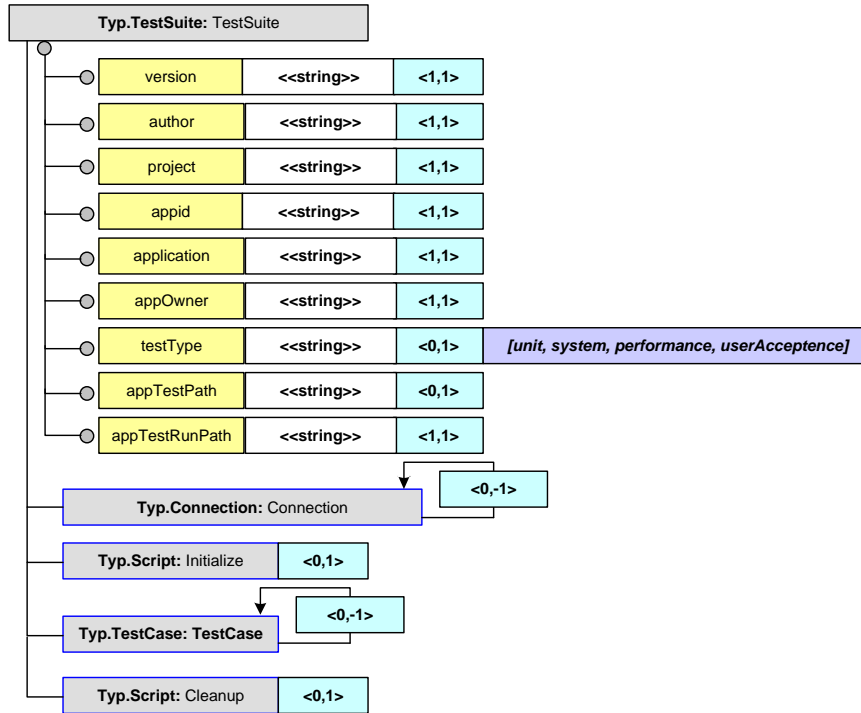 Typ.TestSuite: TestSuite
version <<string>> <1,1>
author <<string>> <1,1>
project <<string>> <1,1>
appid <<string>> <1,1>
application <<string>> <1,1>
appOwner <<string>> <1,1>
testType <<string>> <0,1> [unit, system, performance, userAcceptence]
appTestPath <<string>> <0,1>
appTestRunPath <<string>> <1,1>
<0,-1>
Typ.Connection: Connection
Typ.Script: Initialize <0,1>
<0,-1>
Typ.TestCase: TestCase
Typ.Script: Cleanup <0,1>